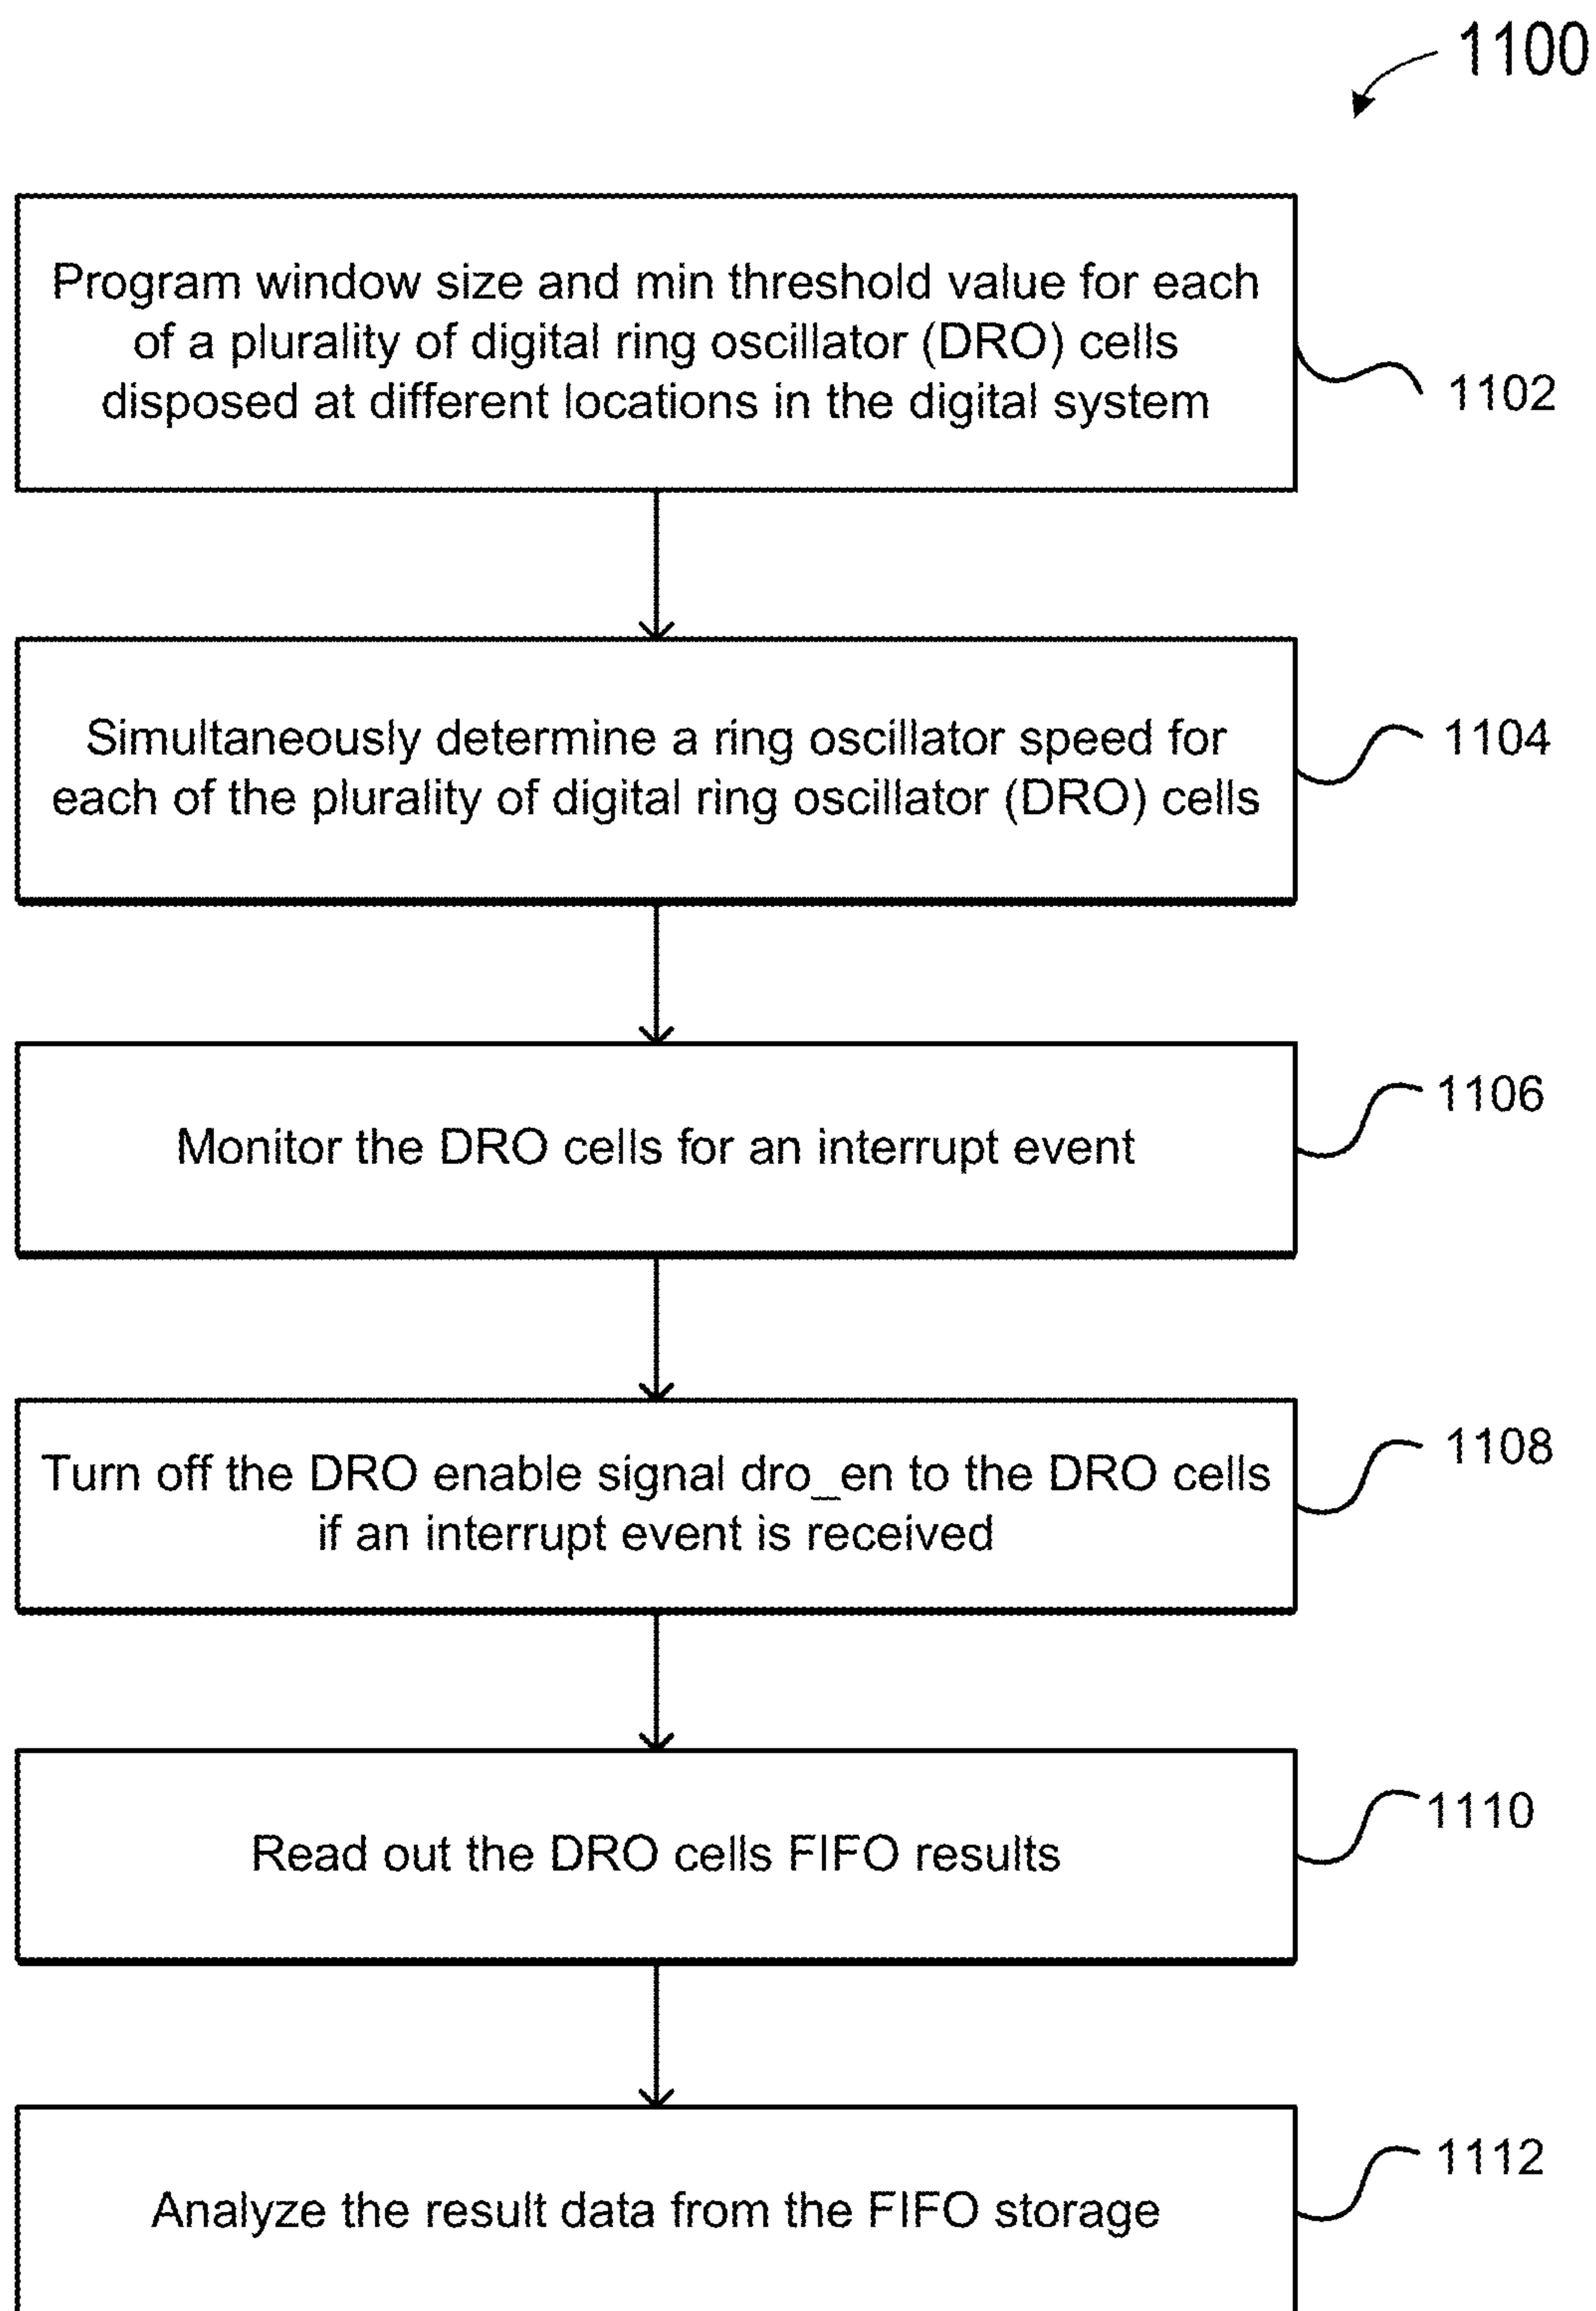 1100
Program window size and min threshold value for each
of a plurality of digital ring oscillator (DRO) cells
disposed at different locations in the digital system
1102
Simultaneously determine a ring oscillator speed for
each of the plurality of digital ring oscillator (DRO) cells
1104
Monitor the DRO cells for an interrupt event
1106
Turn off the DRO enable signal dro_en to the DRO cells
if an interrupt event is received
1108
Read out the DRO cells FIFO results
1110
Analyze the result data from the FIFO storage
1112